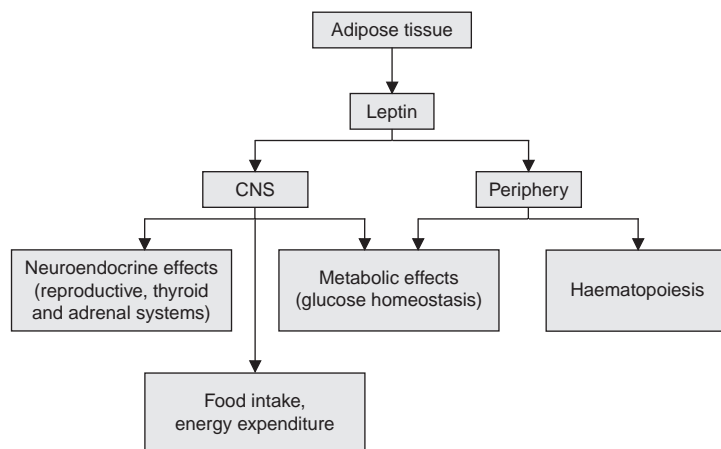 Adipose tissue
Leptin
CNS
Periphery
Neuroendocrine effects
(reproductive, thyroid
and adrenal systems)
Metabolic effects
(glucose homeostasis)
Haematopoiesis
Food intake,
energy expenditure